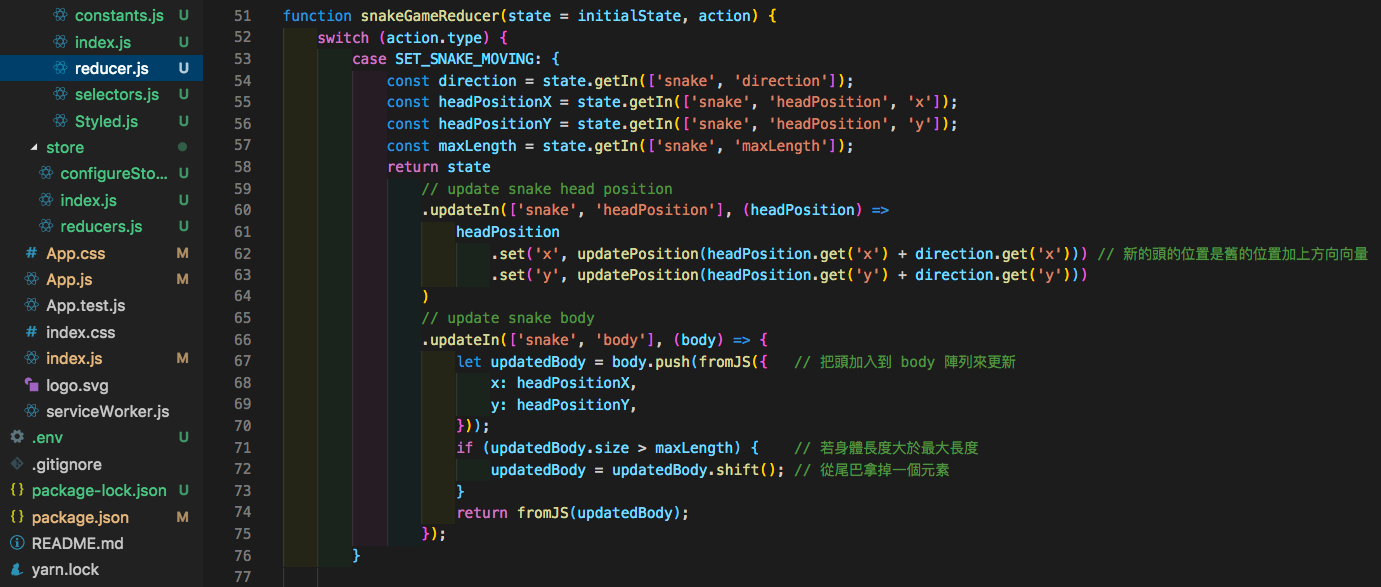 constants.js U
index.js U
reducer.js U
selectors.js U
Styled.js U
store
configureSto... U
index.js U
reducers.js U
App.css M
App.js M
App.test.js
index.css
index.js M
logo.svg
serviceWorker.js
.env U
.gitignore
package-lock.json U
package.json M
README.md
yarn.lock
51 function snakeGameReducer(state = initialState, action) {
52 switch (action.type) {
53 case SET_SNAKE_MOVING: {
54 const direction = state.getIn(['snake', 'direction']);
55 const headPositionX = state.getIn(['snake', 'headPosition', 'x']);
56 const headPositionY = state.getIn(['snake', 'headPosition', 'y']);
57 const maxLength = state.getIn(['snake', 'maxLength']);
58 return state
59 // update snake head position
60 .updateIn(['snake', 'headPosition'], (headPosition) =>
61 headPosition
62 .set('x', updatePosition(headPosition.get('x') + direction.get('x'))) // 新的頭的位置是舊的位置加上方向向量
63 .set('y', updatePosition(headPosition.get('y') + direction.get('y')))
64 )
65 // update snake body
66 .updateIn(['snake', 'body'], (body) => {
67 let updatedBody = body.push(fromJS({ // 把頭加入到 body 陣列來更新
68 x: headPositionX,
69 y: headPositionY,
70 }));
71 if (updatedBody.size > maxLength) { // 若身體長度大於最大長度
72 updatedBody = updatedBody.shift(); // 從尾巴拿掉一個元素
73 }
74 return fromJS(updatedBody);
75 });
76 }
77